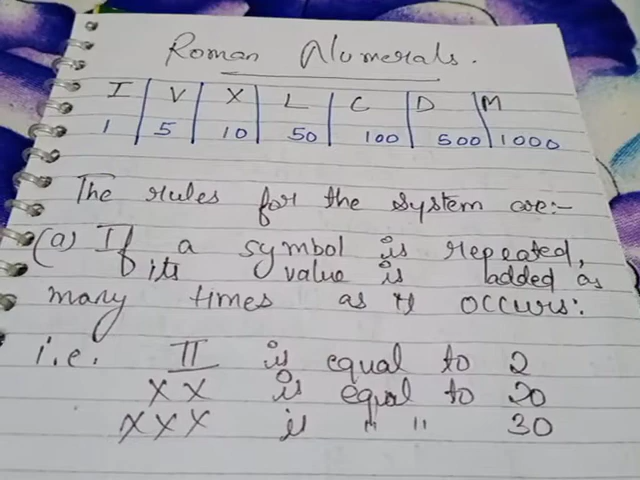 Roman Numerals.
I V X L C D M
1 5 10 50 100 500 1000
The rules for the system are:-
(a) If a symbol is repeated,
its value is added as
many times as it occurs:
i.e. II is equal to 2
XX is equal to 20
XXX is " " 30